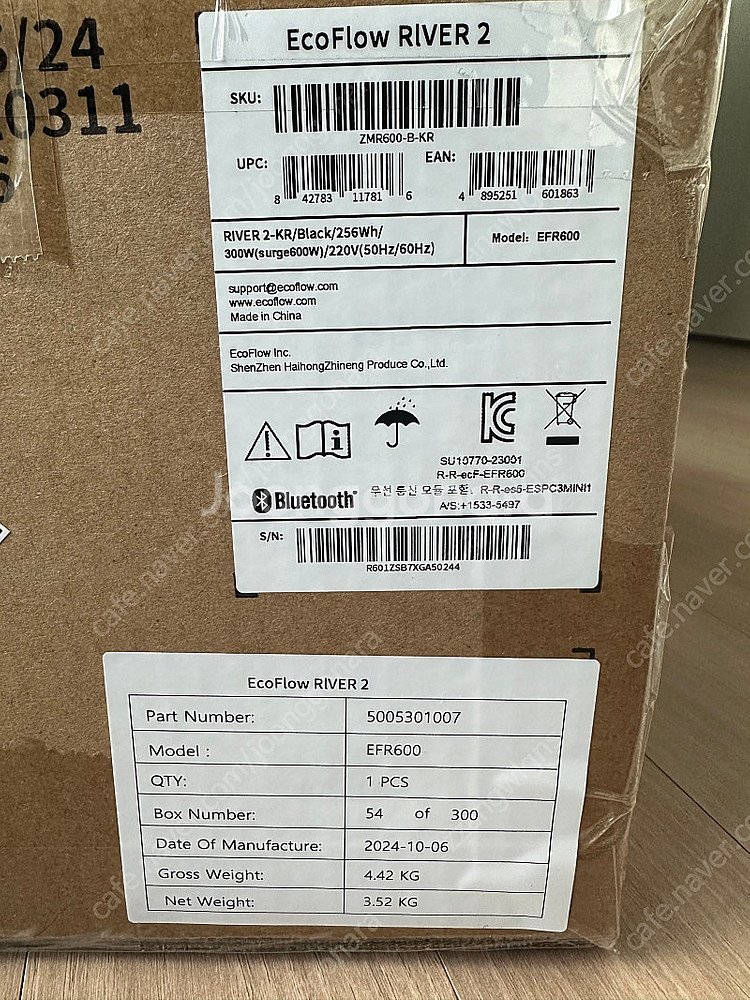 /24
0311
EcoFlow RIVER 2
SKU:
ZMR600-B-KR
UPC:
8 42783 11781 6
EAN:
4 895251 601863
RIVER 2-KR/Black/256Wh/
300W(surge600W)/220V(50Hz/60Hz)
Model: EFR600
support@ecoflow.com
www.ecoflow.com
Made in China
EcoFlow Inc.
ShenZhen HaihongZhineng Produce Co.,Ltd.
SU10770-23001
R-R-ecF-EFR600
Bluetooth
무선 통신 모듈 포함: R-R-es5-ESPC3MINI1
A/S:+1533-5497
S/N:
R601ZSB7XGA50244
EcoFlow RIVER 2
Part Number: 5005301007
Model : EFR600
QTY: 1 PCS
Box Number: 54 of 300
Date Of Manufacture: 2024-10-06
Gross Weight: 4.42 KG
Net Weight: 3.52 KG